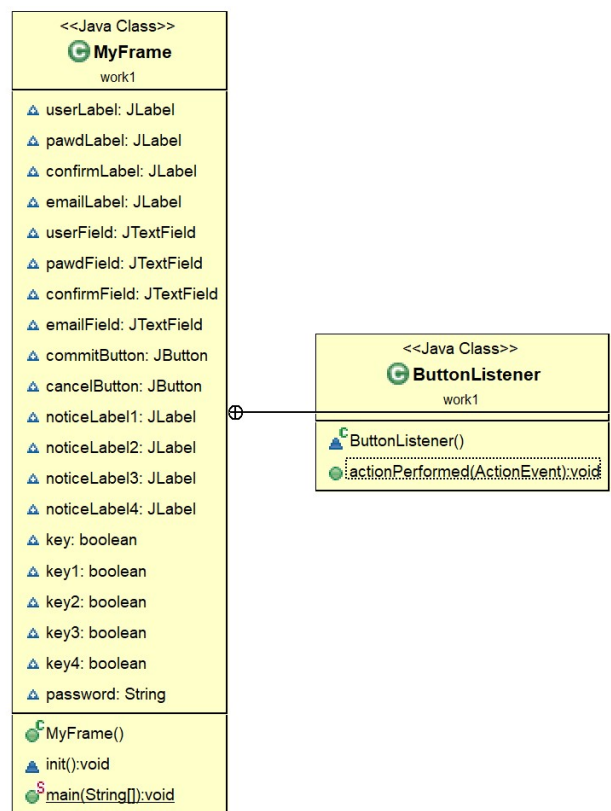 <<Java Class>>
MyFrame
work1
userLabel: JLabel
pawdLabel: JLabel
confirmLabel: JLabel
emailLabel: JLabel
userField: JTextField
pawdField: JTextField
confirmField: JTextField
emailField: JTextField
commitButton: JButton
cancelButton: JButton
noticeLabel1: JLabel
noticeLabel2: JLabel
noticeLabel3: JLabel
noticeLabel4: JLabel
key: boolean
key1: boolean
key2: boolean
key3: boolean
key4: boolean
password: String
MyFrame()
init():void
main(String[]):void
<<Java Class>>
ButtonListener
work1
ButtonListener()
actionPerformed(ActionEvent):void